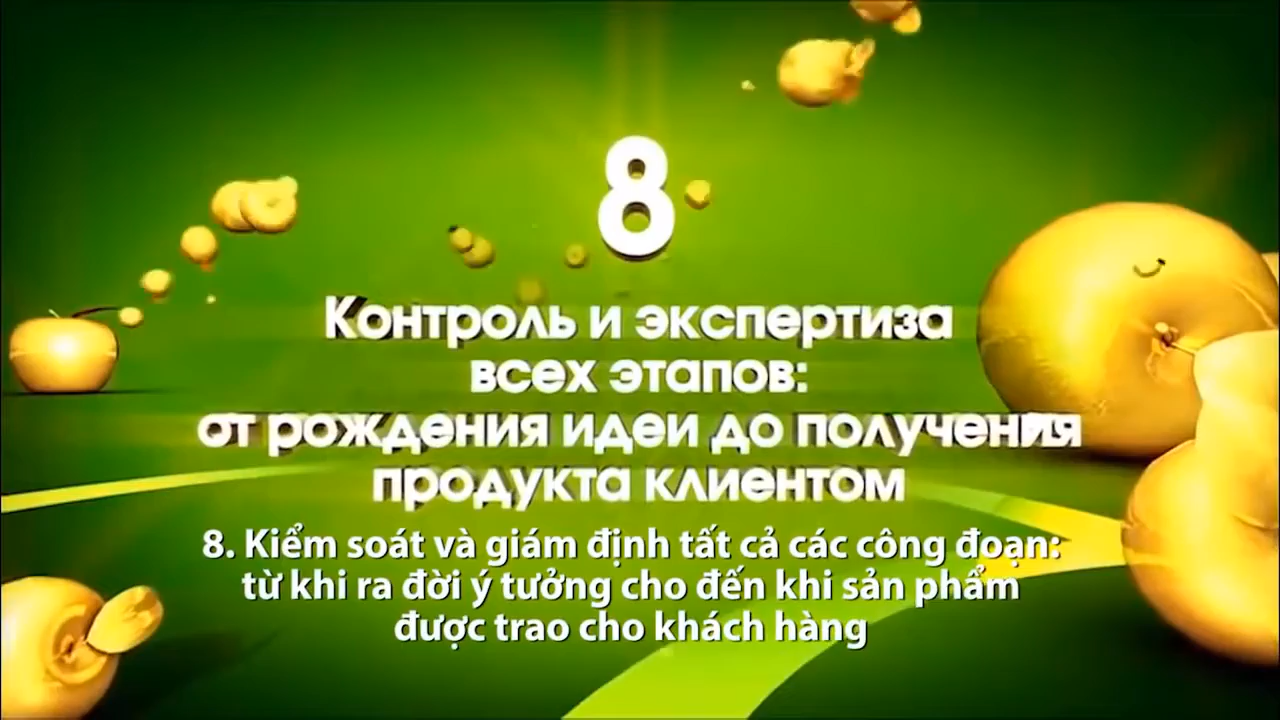 8
Контроль и экспертиза
всех этапов:
от рождения идеи до получения
продукта клиентом
8. Kiểm soát và giám định tất cả các công đoạn:
từ khi ra đời ý tưởng cho đến khi sản phẩm
được trao cho khách hàng